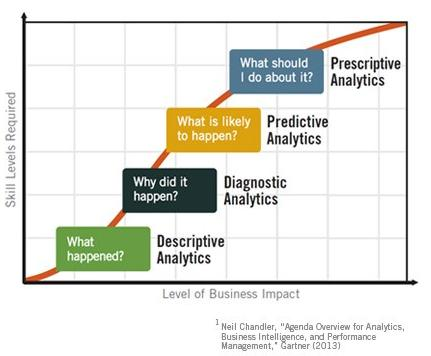 What should
I do about it?
Prescriptive
Analytics
What is likely
to happen?
Predictive
Analytics
Why did it
happen?
Diagnostic
Analytics
What
happened?
Descriptive
Analytics
Skill Levels Required
Level of Business Impact
1 Neil Chandler, "Agenda Overview for Analytics,
Business Intelligence, and Performance
Management," Gartner (2013)